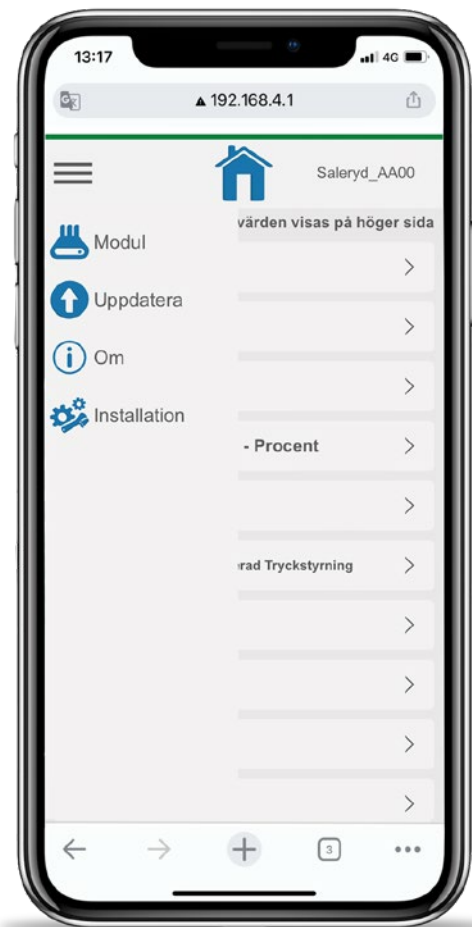 13:17
4G
192.168.4.1
Saleryd_AA00
värden visas på höger sida
Modul
Uppdatera
Om
Installation
- Procent
rad Tryckstyrning
3